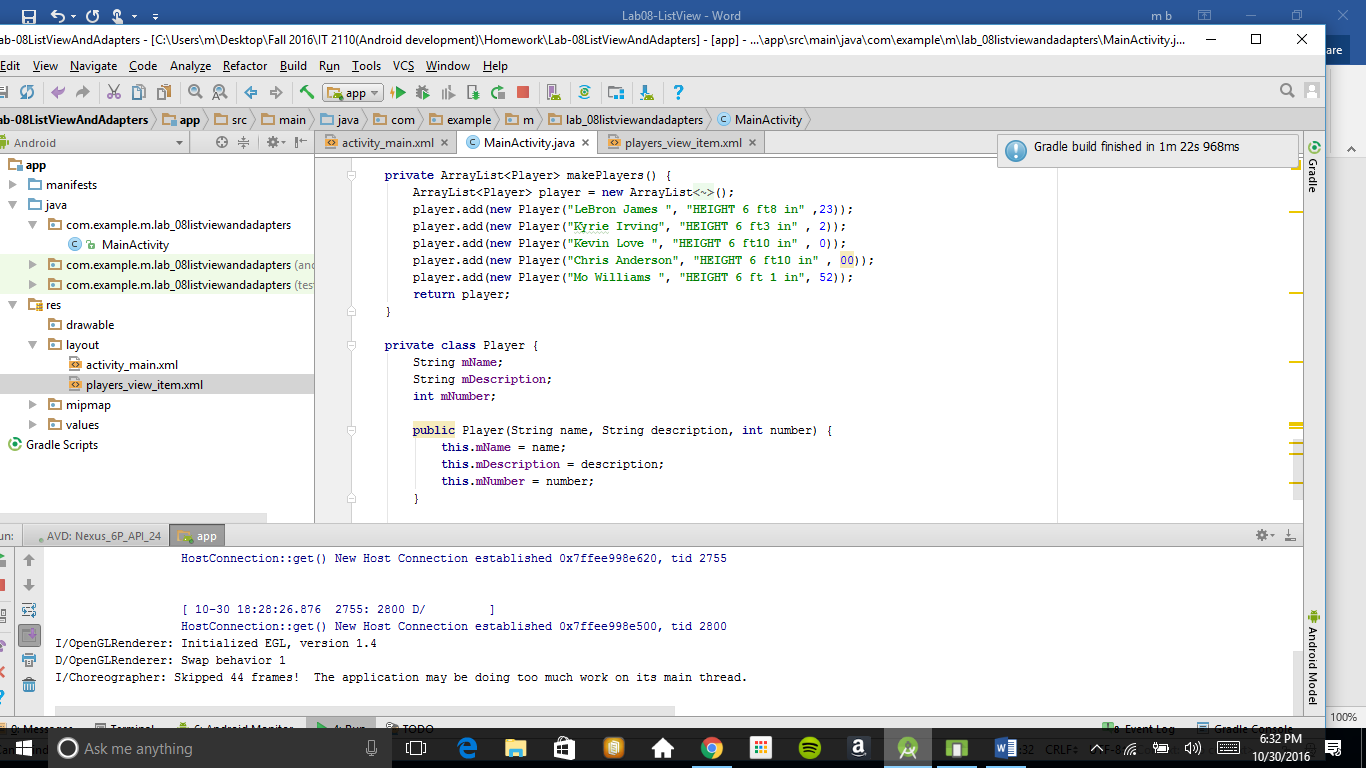 Lab08-ListView - Word
m b
ab-08ListViewAndAdapters - [C:\Users\m\Desktop\Fall 2016\IT 2110(Android development)\Homework\Lab-08ListViewAndAdapters] - [app] - ...\app\src\main\java\com\example\m\lab_08listviewandadapters\MainActivity.j...
are
Edit View Navigate Code Analyze Refactor Build Run Tools VCS Window Help
app
ab-08ListViewAndAdapters app src main java com example m lab_08listviewandadapters MainActivity
Android
activity_main.xml MainActivity.java players_view_item.xml
Gradle build finished in 1m 22s 968ms
Gradle
app
manifests
java
com.example.m.lab_08listviewandadapters
MainActivity
com.example.m.lab_08listviewandadapters (and
com.example.m.lab_08listviewandadapters (test
res
drawable
layout
activity_main.xml
players_view_item.xml
mipmap
values
Gradle Scripts
private ArrayList<Player> makePlayers() {
ArrayList<Player> player = new ArrayList<~>();
player.add(new Player("LeBron James ", "HEIGHT 6 ft8 in" ,23));
player.add(new Player("Kyrie Irving", "HEIGHT 6 ft3 in" , 2));
player.add(new Player("Kevin Love ", "HEIGHT 6 ft10 in" , 0));
player.add(new Player("Chris Anderson", "HEIGHT 6 ft10 in" , 00));
player.add(new Player("Mo Williams ", "HEIGHT 6 ft 1 in", 52));
return player;
}
private class Player {
String mName;
String mDescription;
int mNumber;
public Player(String name, String description, int number) {
this.mName = name;
this.mDescription = description;
this.mNumber = number;
}
un: AVD: Nexus_6P_API_24 app
HostConnection::get() New Host Connection established 0x7ffee998e620, tid 2755
[ 10-30 18:28:26.876 2755: 2800 D/ ]
HostConnection::get() New Host Connection established 0x7ffee998e500, tid 2800
I/OpenGLRenderer: Initialized EGL, version 1.4
D/OpenGLRenderer: Swap behavior 1
I/Choreographer: Skipped 44 frames! The application may be doing too much work on its main thread.
Android Model
0: Messages Terminal 6: Android Monitor 4: Run TODO Event Log Gradle Console
100%
Ask me anything
CRLF÷
6:32 PM
10/30/2016